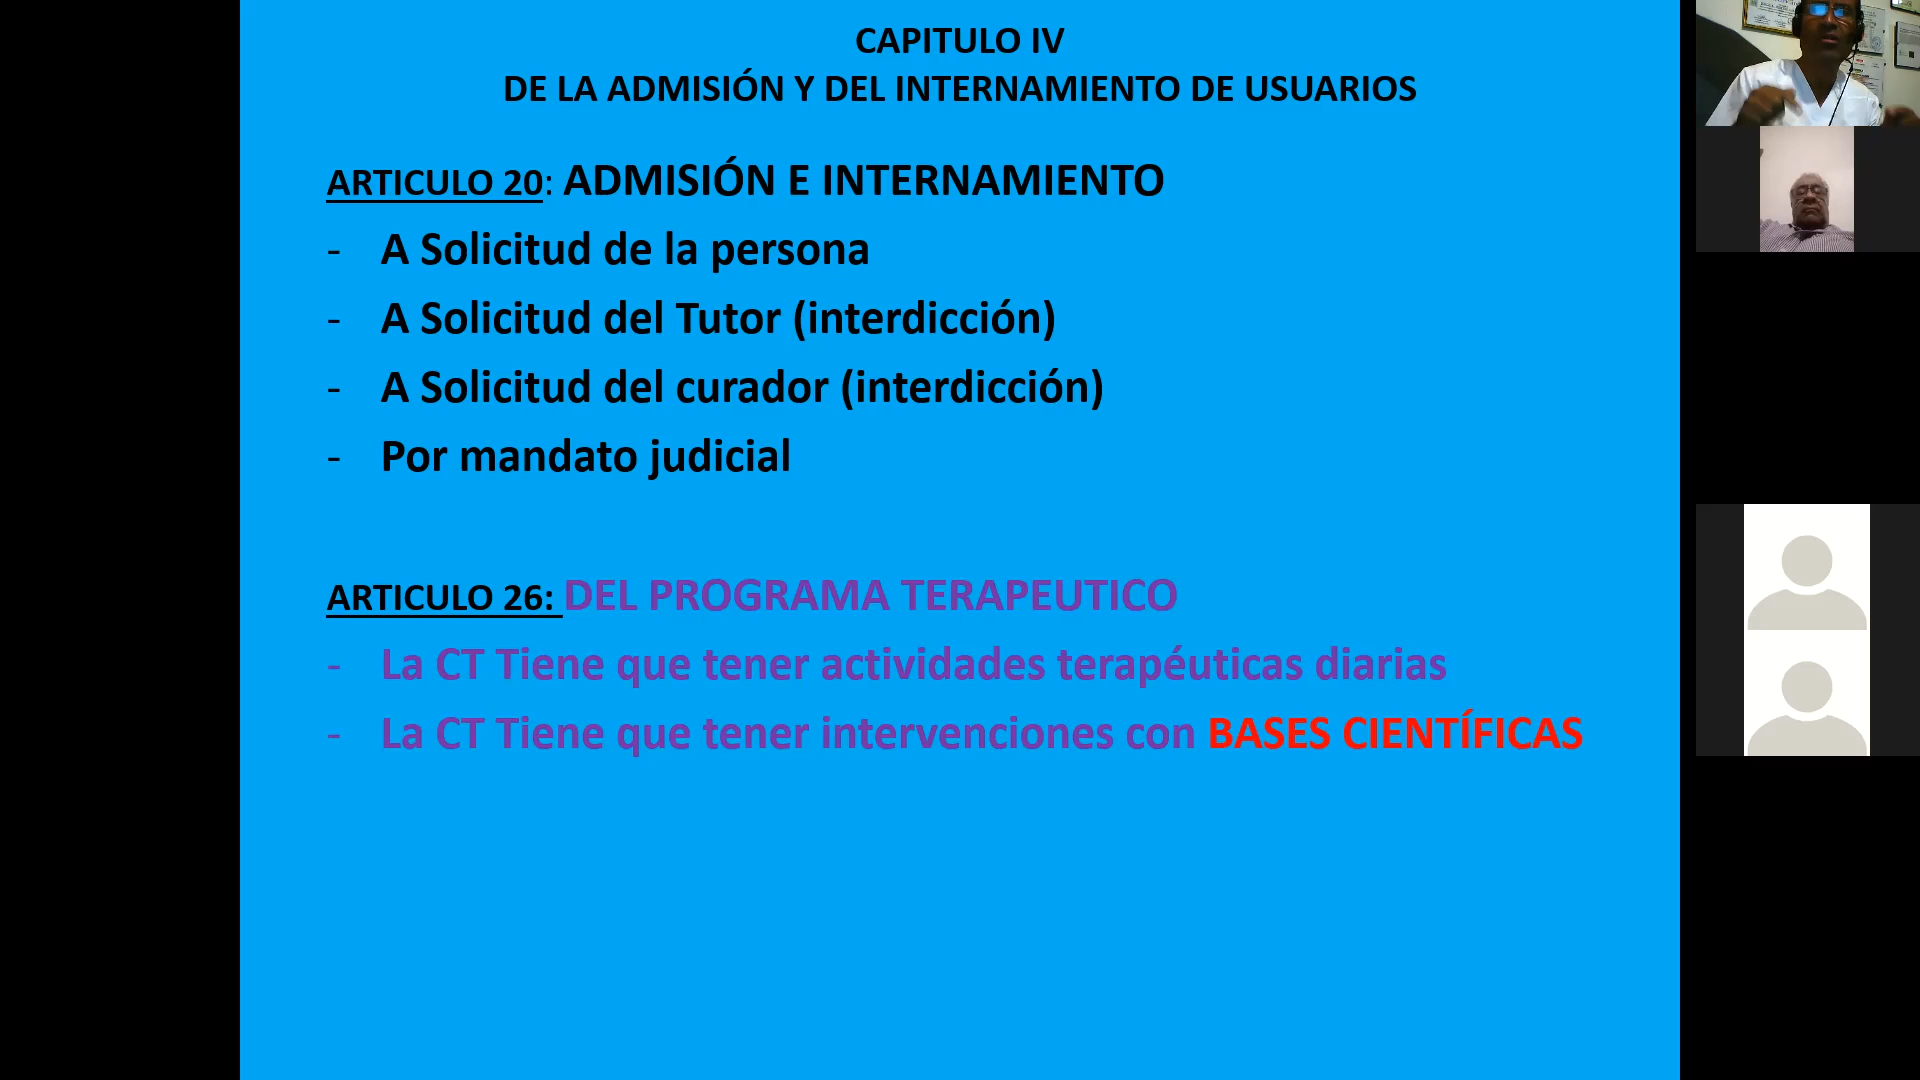 CAPITULO IV
DE LA ADMISIÓN Y DEL INTERNAMIENTO DE USUARIOS
ARTICULO 20: ADMISIÓN E INTERNAMIENTO
- A Solicitud de la persona
- A Solicitud del Tutor (interdicción)
- A Solicitud del curador (interdicción)
- Por mandato judicial
ARTICULO 26: DEL PROGRAMA TERAPEUTICO
- La CT Tiene que tener actividades terapéuticas diarias
- La CT Tiene que tener intervenciones con BASES CIENTÍFICAS